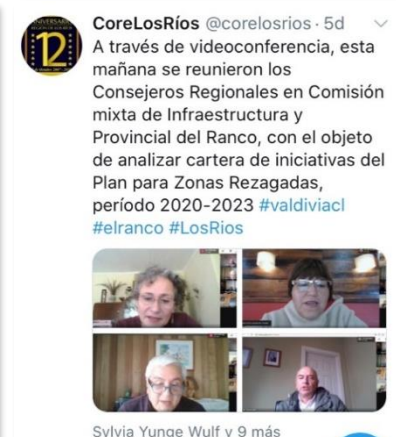 CoreLosRíos @corelosrios · 5d
A través de videoconferencia, esta
mañana se reunieron los
Consejeros Regionales en Comisión
mixta de Infraestructura y
Provincial del Ranco, con el objeto
de analizar cartera de iniciativas del
Plan para Zonas Rezagadas,
período 2020-2023 #valdiviacl
#elranco #LosRios
Sylvia Yunge Wulf y 9 más